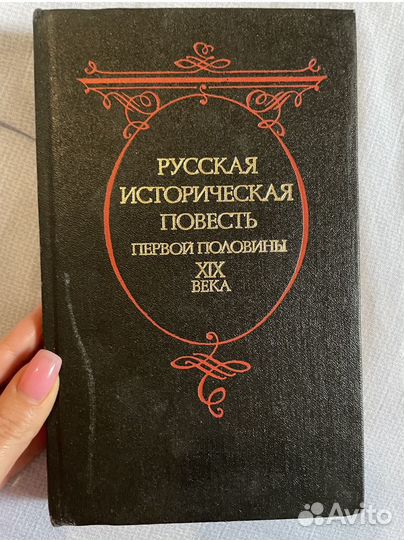 РУССКАЯ
ИСТОРИЧЕСКАЯ
ПОВЕСТЬ
ПЕРВОЙ ПОЛОВИНЫ
XIX
ВЕКА
Avito